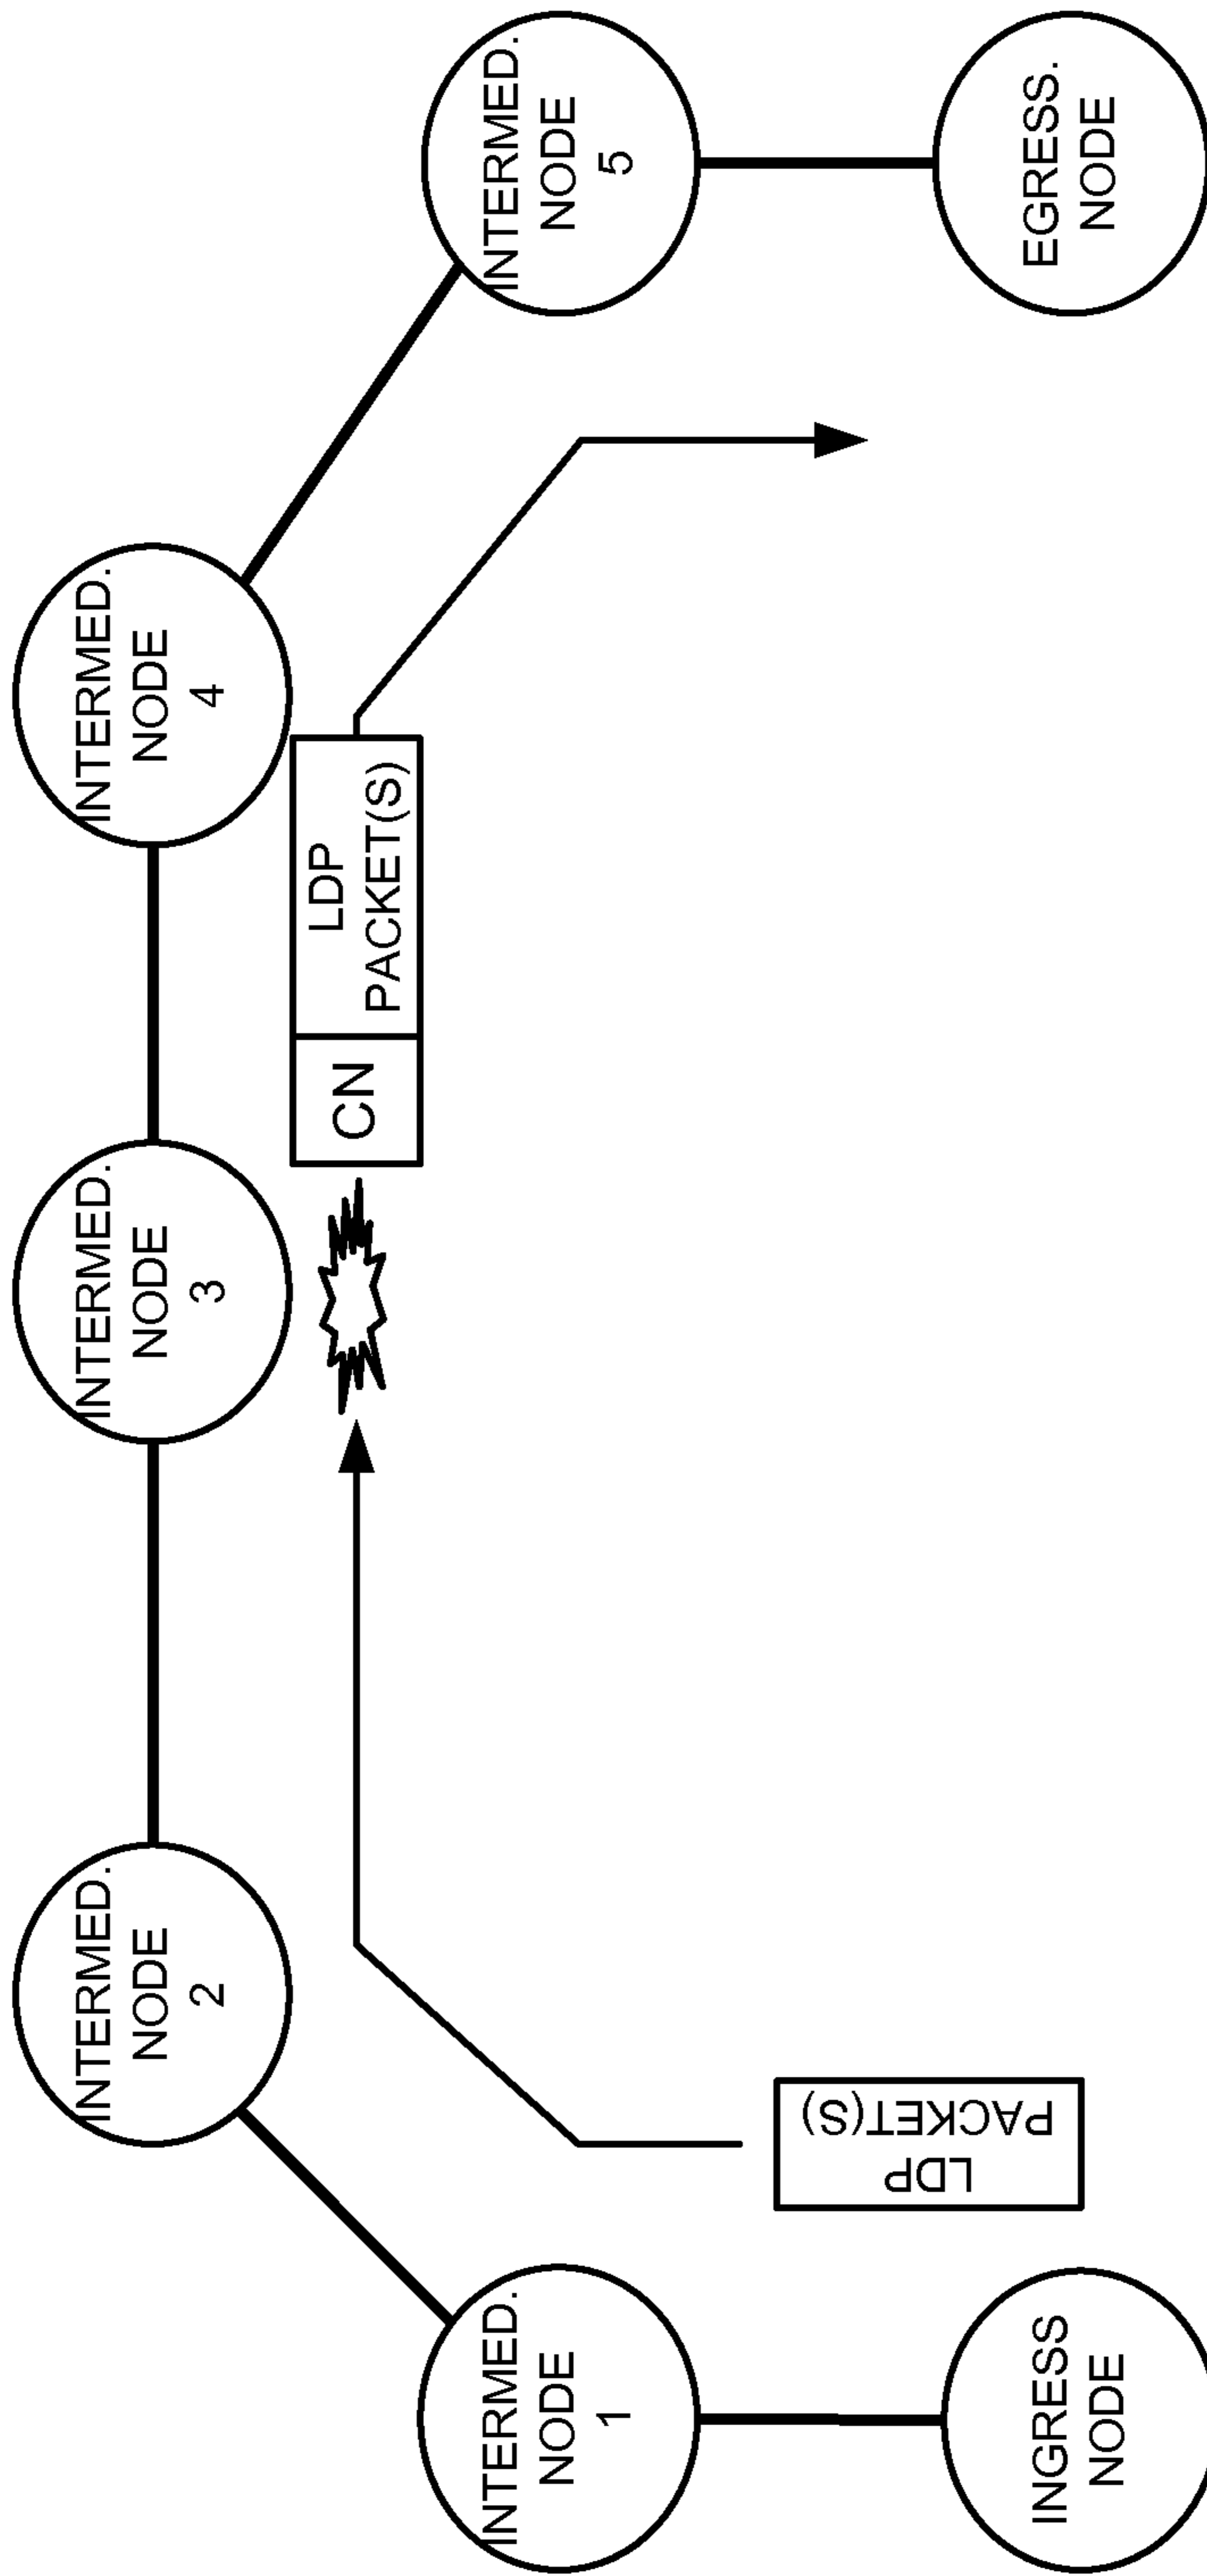 INTERMED.
NODE
2
INTERMED.
NODE
3
INTERMED.
NODE
4
INTERMED.
NODE
1
LDP
PACKET(S)
CN
LDP
PACKET(S)
INTERMED.
NODE
5
INGRESS
NODE
EGRESS.
NODE